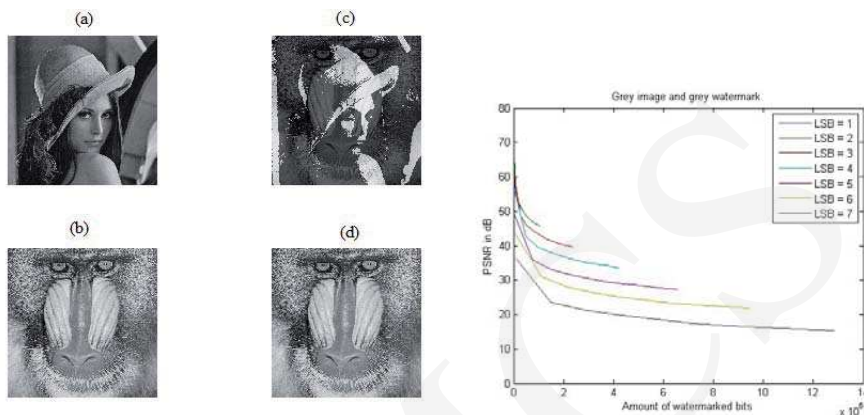 (a)
(c)
(b)
(d)
Grey image and grey watermark
PSNR in dB
80
70
60
50
40
30
20
10
0
LSB = 1
LSB = 2
LSB = 3
LSB = 4
LSB = 5
LSB = 6
LSB = 7
0 2 4 6 8 10 12
Amount of watermarked bits